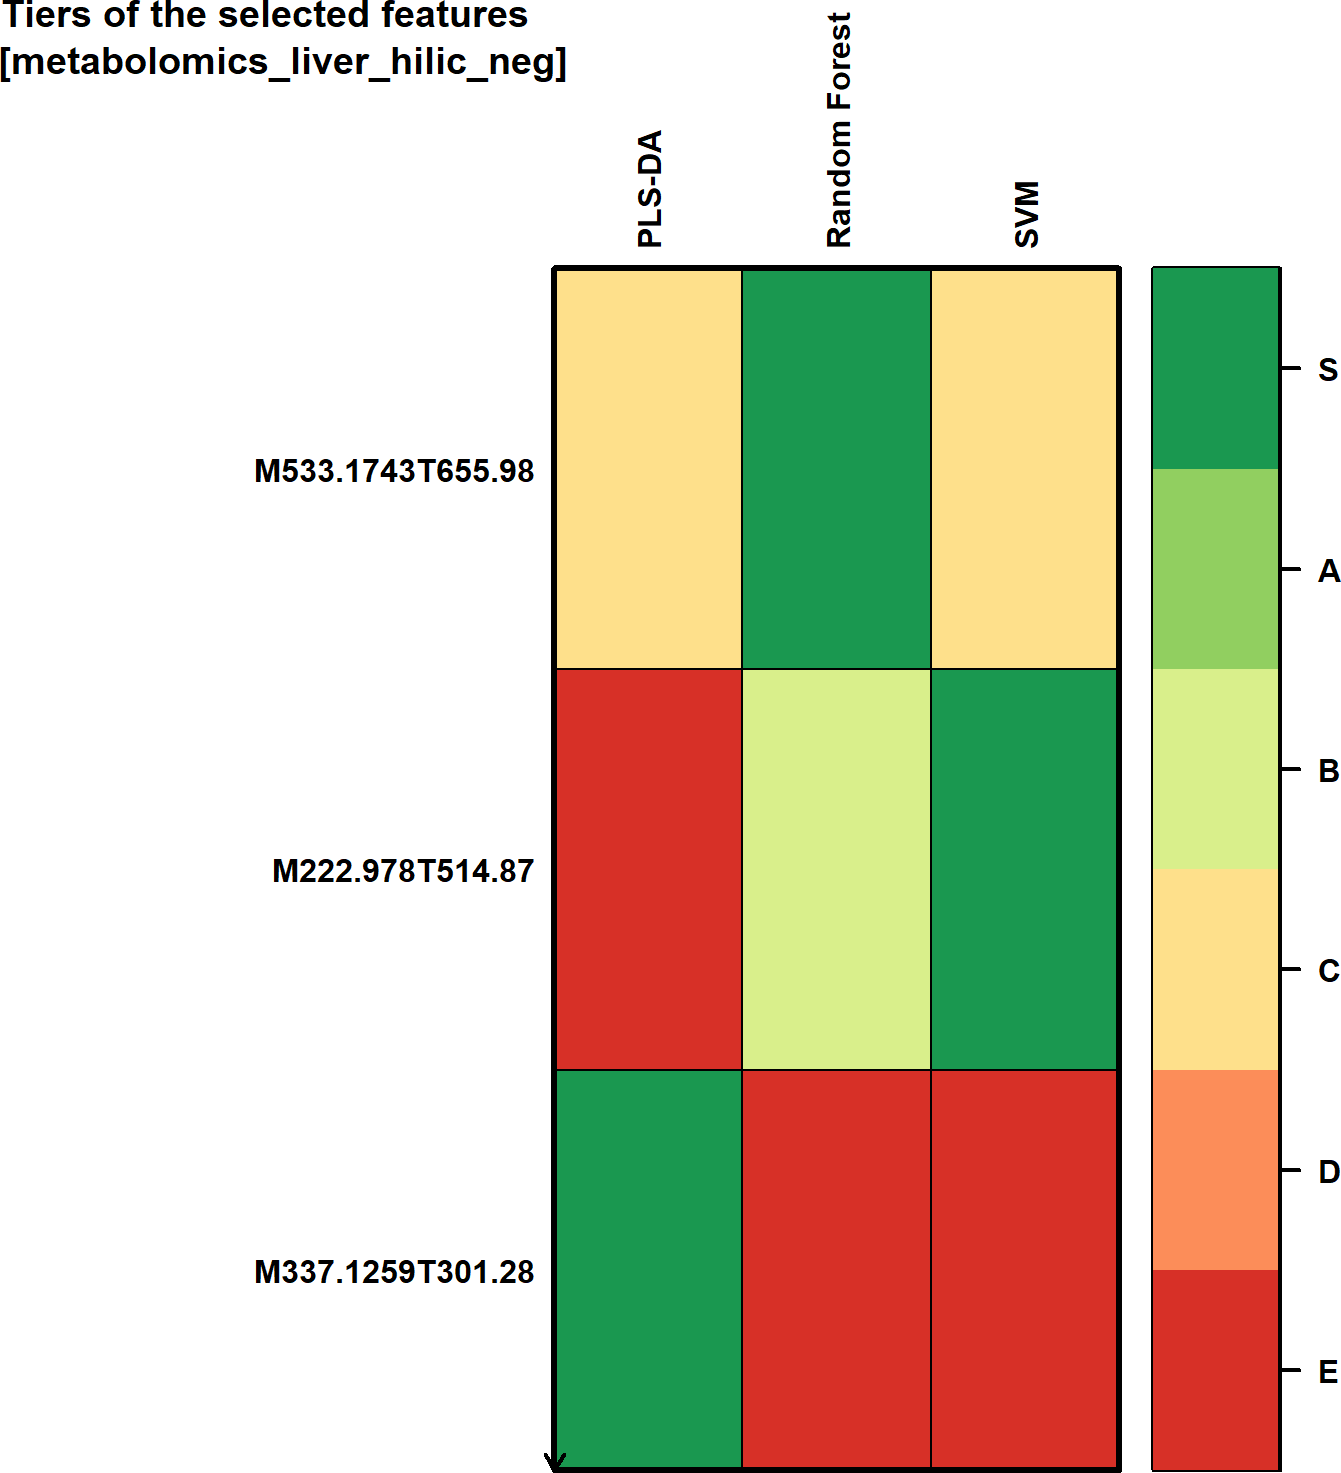 Tiers of the selected features
[metabolomics_liver_hilic_neg]
PLS-DA
Random Forest
SVM
M533.1743T655.98
M222.978T514.87
M337.1259T301.28
S
A
B
C
D
E